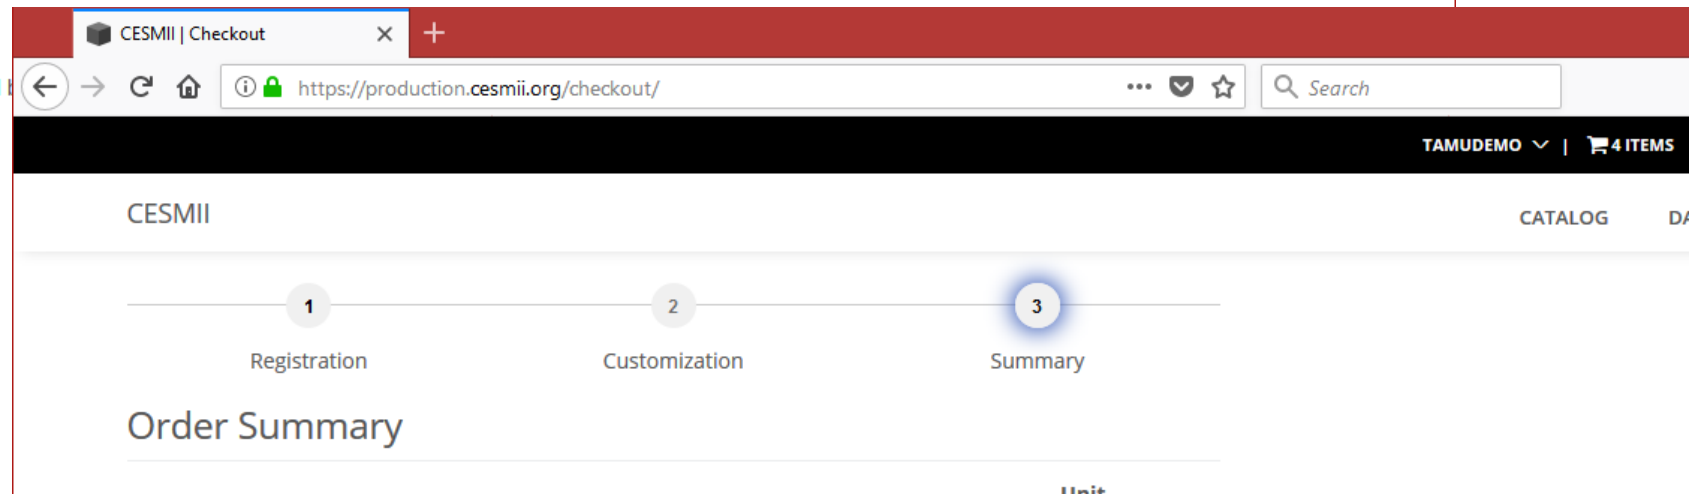 CESMII | Checkout
https://production.cesmii.org/checkout/
Search
TAMUDEMO | 4 ITEMS
CESMII
CATALOG
1
2
3
Registration
Customization
Summary
Order Summary
Unit